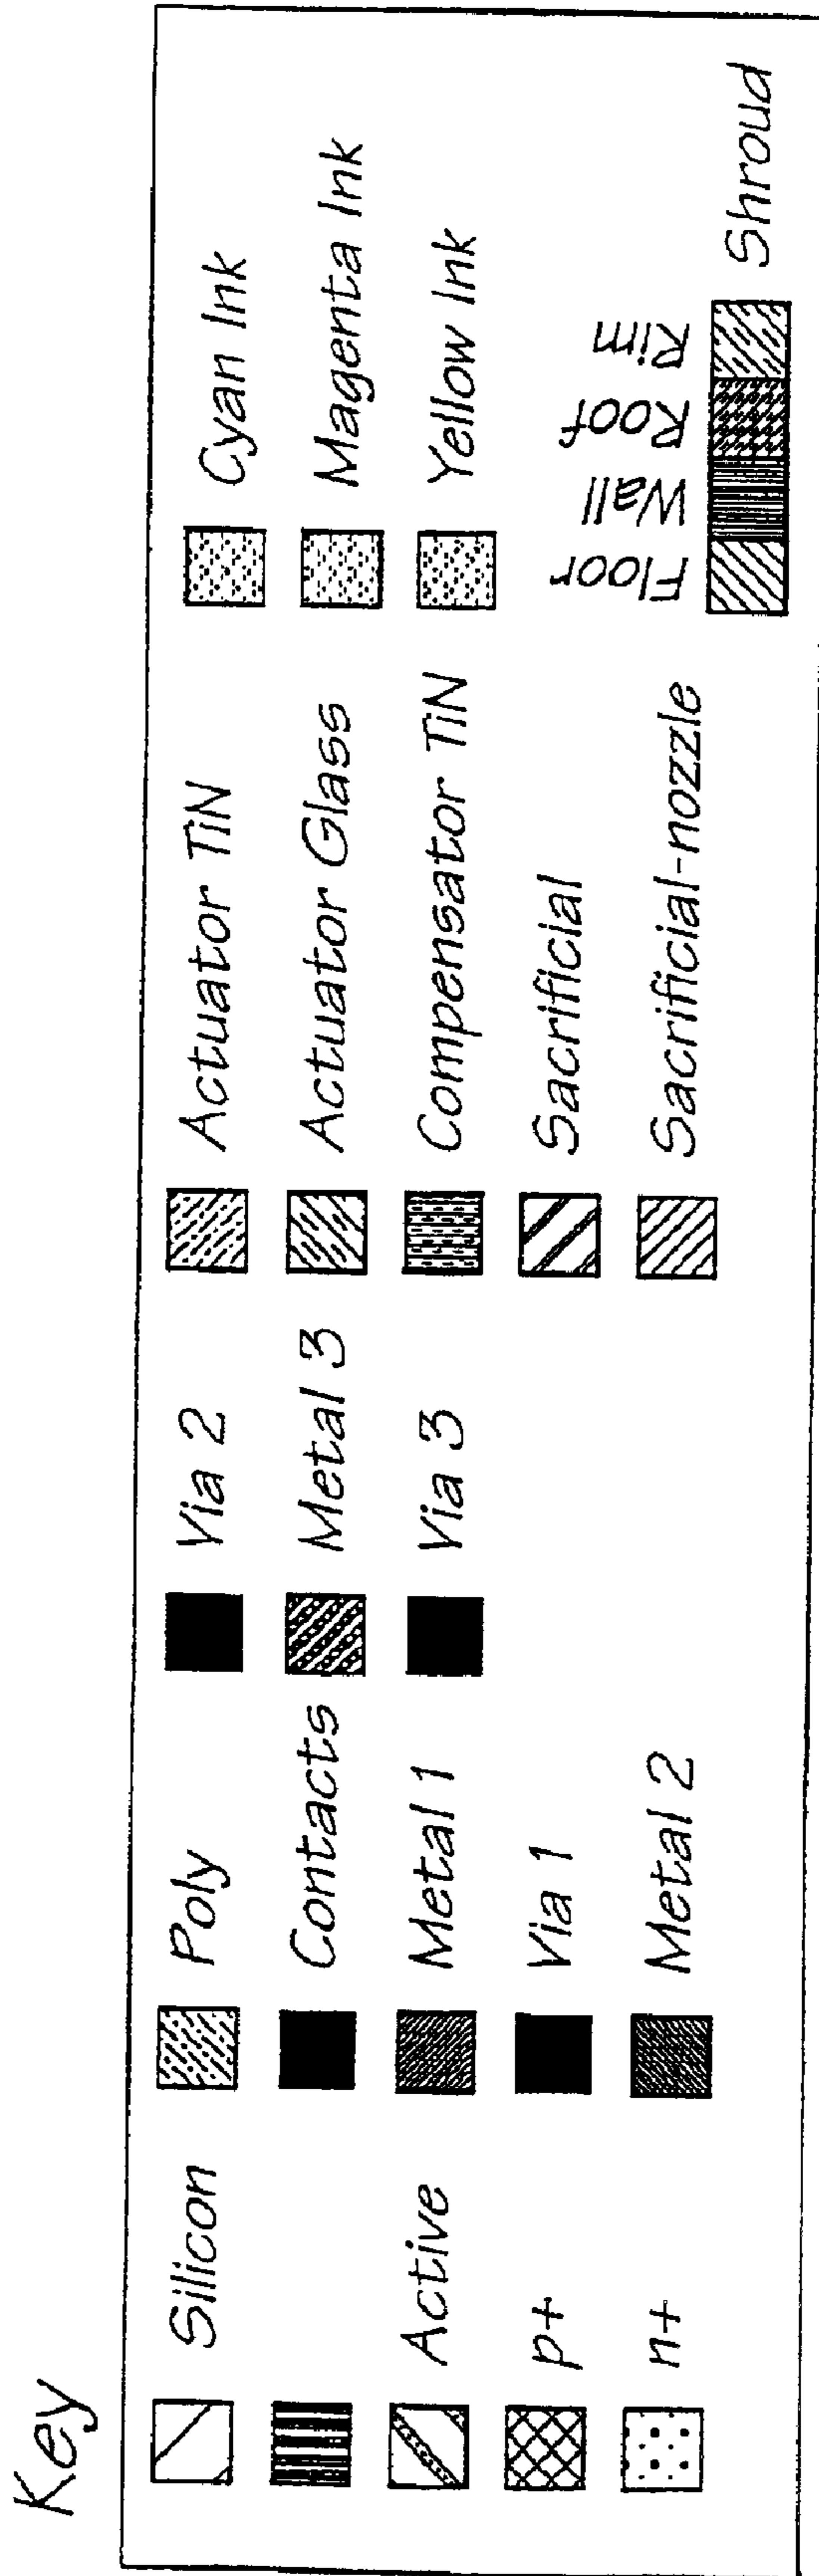 Key
Silicon
Active
p+
n+
Poly
Contacts
Metal 1
Via 1
Metal 2
Via 2
Metal 3
Via 3
Actuator TiN
Actuator Glass
Compensator TiN
Sacrificial
Sacrificial-nozzle
Cyan Ink
Magenta Ink
Yellow Ink
Floor
Wall
Roof
Rim
Shroud